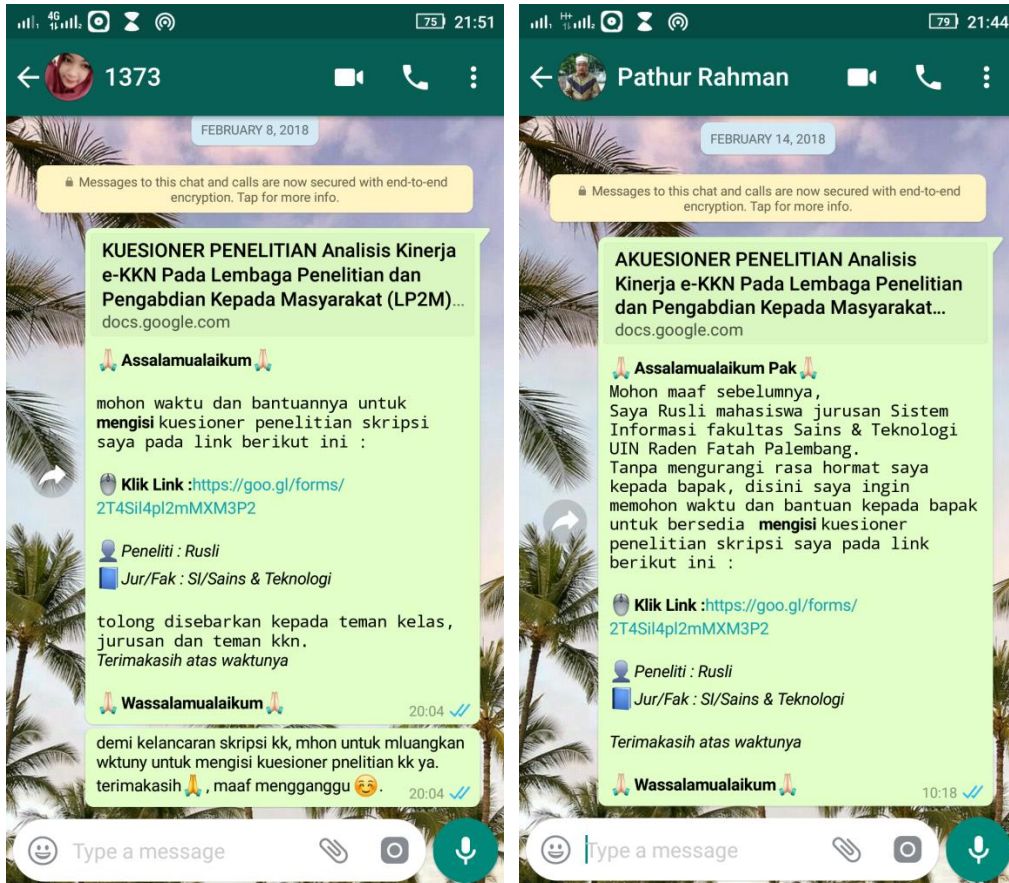 4G
75
21:51
1373
FEBRUARY 8, 2018
Messages to this chat and calls are now secured with end-to-end
encryption. Tap for more info.
KUESIONER PENELITIAN Analisis Kinerja
e-KKN Pada Lembaga Penelitian dan
Pengabdian Kepada Masyarakat (LP2M)...
docs.google.com
🙏Assalamualaikum🙏
mohon waktu dan bantuannya untuk
mengisi kuesioner penelitian skripsi
saya pada link berikut ini :
Klik Link :https://goo.gl/forms/
2T4Sil4pl2mMXM3P2
Peneliti : Rusli
Jur/Fak : SI/Sains & Teknologi
tolong disebarkan kepada teman kelas,
jurusan dan teman kkn.
Terimakasih atas waktunya
🙏Wassalamualaikum🙏
20:04
demi kelancaran skripsi kk, mhon untuk mluangkan
wktuny untuk mengisi kuesioner pnelitian kk ya.
terimakasih🙏, maaf mengganggu☺️.
20:04
Type a message
H+
79
21:44
Pathur Rahman
FEBRUARY 14, 2018
Messages to this chat and calls are now secured with end-to-end
encryption. Tap for more info.
AKUESIONER PENELITIAN Analisis
Kinerja e-KKN Pada Lembaga Penelitian
dan Pengabdian Kepada Masyarakat...
docs.google.com
🙏Assalamualaikum Pak🙏
Mohon maaf sebelumnya,
Saya Rusli mahasiswa jurusan Sistem
Informasi fakultas Sains & Teknologi
UIN Raden Fatah Palembang.
Tanpa mengurangi rasa hormat saya
kepada bapak, disini saya ingin
memohon waktu dan bantuan kepada bapak
untuk bersedia mengisi kuesioner
penelitian skripsi saya pada link
berikut ini :
Klik Link :https://goo.gl/forms/
2T4Sil4pl2mMXM3P2
Peneliti : Rusli
Jur/Fak : SI/Sains & Teknologi
Terimakasih atas waktunya
🙏Wassalamualaikum🙏
10:18
Type a message